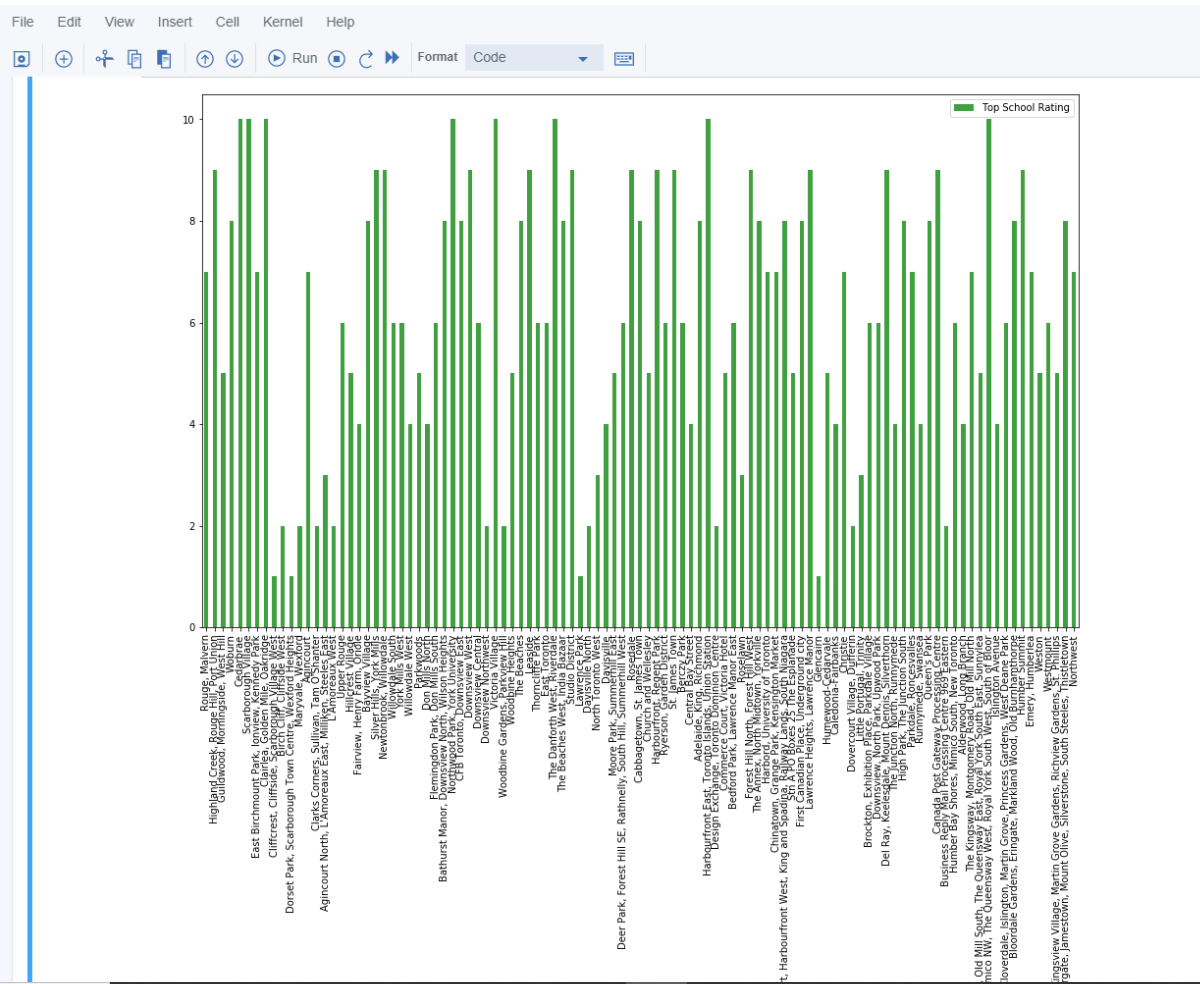 File Edit View Insert Cell Kernel Help
Run Format Code
Top School Rating
10
8
6
4
2
0
Rouge, Malvern
Highland Creek, Rouge Hill, Port Union
Guildwood, Morningside, West Hill
Woburn
Cedarbrae
Scarborough Village
East Birchmount Park, Ionview, Kennedy Park
Clairlea, Golden Mile, Oakridge
Cliffcrest, Cliffside, Scarborough Village West
Birch Cliff, Cliffside West
Dorset Park, Scarborough Town Centre, Wexford Heights
Maryvale, Wexford
Agincourt
Clarks Corners, Sullivan, Tam O'Shanter
Agincourt North, L'Amoreaux East, Milliken, Steeles East
L'Amoreaux West
Upper Rouge
Hillcrest Village
Fairview, Henry Farm, Oriole
Bayview Village
Silver Hills, York Mills
Newtonbrook, Willowdale
Willowdale South
York Mills West
Willowdale West
Parkwoods
Don Mills North
Flemingdon Park, Don Mills South
Bathurst Manor, Downsview North, Wilson Heights
Northwood Park, York University
CFB Toronto, Downsview East
Downsview West
Downsview Central
Downsview Northwest
Victoria Village
Woodbine Gardens, Parkview Hill
Woodbine Heights
The Beaches
Leaside
Thorncliffe Park
East Toronto
The Danforth West, Riverdale
The Beaches West, India Bazaar
Studio District
Lawrence Park
Davisville North
North Toronto West
Davisville
Moore Park, Summerhill East
Deer Park, Forest Hill SE, Rathnelly, South Hill, Summerhill West
Rosedale
Cabbagetown, St. James Town
Church and Wellesley
Harbourfront, Regent Park
Ryerson, Garden District
St. James Town
Berczy Park
Central Bay Street
Adelaide, King, Richmond
Harbourfront East, Toronto Islands, Union Station
Design Exchange, Toronto Dominion Centre
Commerce Court, Victoria Hotel
Bedford Park, Lawrence Manor East
Roselawn
Forest Hill North, Forest Hill West
The Annex, North Midtown, Yorkville
Harbord, University of Toronto
Chinatown, Grange Park, Kensington Market
t, Harbourfront West, King and Spadina, Railway Lands, South Niagara
Stn A PO Boxes 25 The Esplanade
First Canadian Place, Underground city
Lawrence Heights, Lawrence Manor
Glencairn
Humewood-Cedarvale
Caledonia-Fairbanks
Christie
Dovercourt Village, Dufferin
Little Portugal, Trinity
Brockton, Exhibition Place, Parkdale Village
Downsview, North Park, Upwood Park
Del Ray, Keelesdale, Mount Dennis, Silverthorn
The Junction North, Runnymede
High Park, The Junction South
Parkdale, Roncesvalles
Runnymede, Swansea
Queen's Park
Canada Post Gateway Processing Centre
Business Reply Mail Processing Centre 969 Eastern
Humber Bay Shores, Mimico South, New Toronto
Alderwood, Long Branch
The Kingsway, Montgomery Road, Old Mill North
, Old Mill South, The Queensway East, Royal York South East, Sunnylea
mico NW, The Queensway West, Royal York South West, South of Bloor
Islington Avenue
Cloverdale, Islington, Martin Grove, Princess Gardens, West Deane Park
Bloordale Gardens, Eringate, Markland Wood, Old Burnhamthorpe
Humber Summit
Emery, Humberlea
Weston
Westmount
ingsview Village, Martin Grove Gardens, Richview Gardens, St. Phillips
rgate, Jamestown, Mount Olive, Silverstone, South Steeles, Thistletown
Northwest